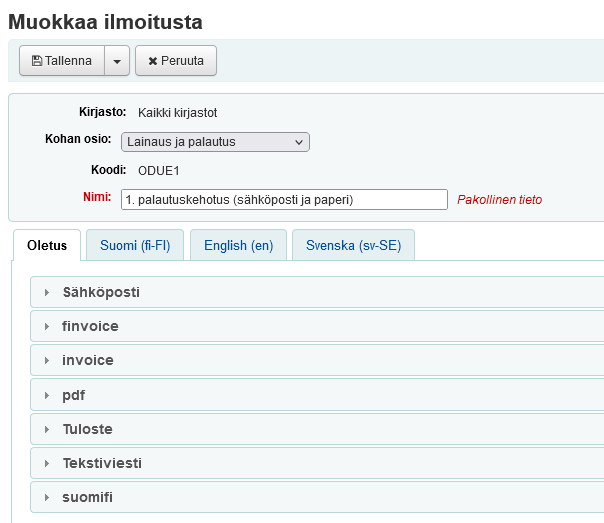 Muokkaa ilmoitusta
Tallenna Peruuta
Kirjasto: Kaikki kirjastot
Kohan osio: Lainaus ja palautus
Koodi: ODUE1
Nimi: 1. palautuskehotus (sähköposti ja paperi) Pakollinen tieto
Oletus Suomi (fi-FI) English (en) Svenska (sv-SE)
Sähköposti
finvoice
invoice
pdf
Tuloste
Tekstiviesti
suomifi